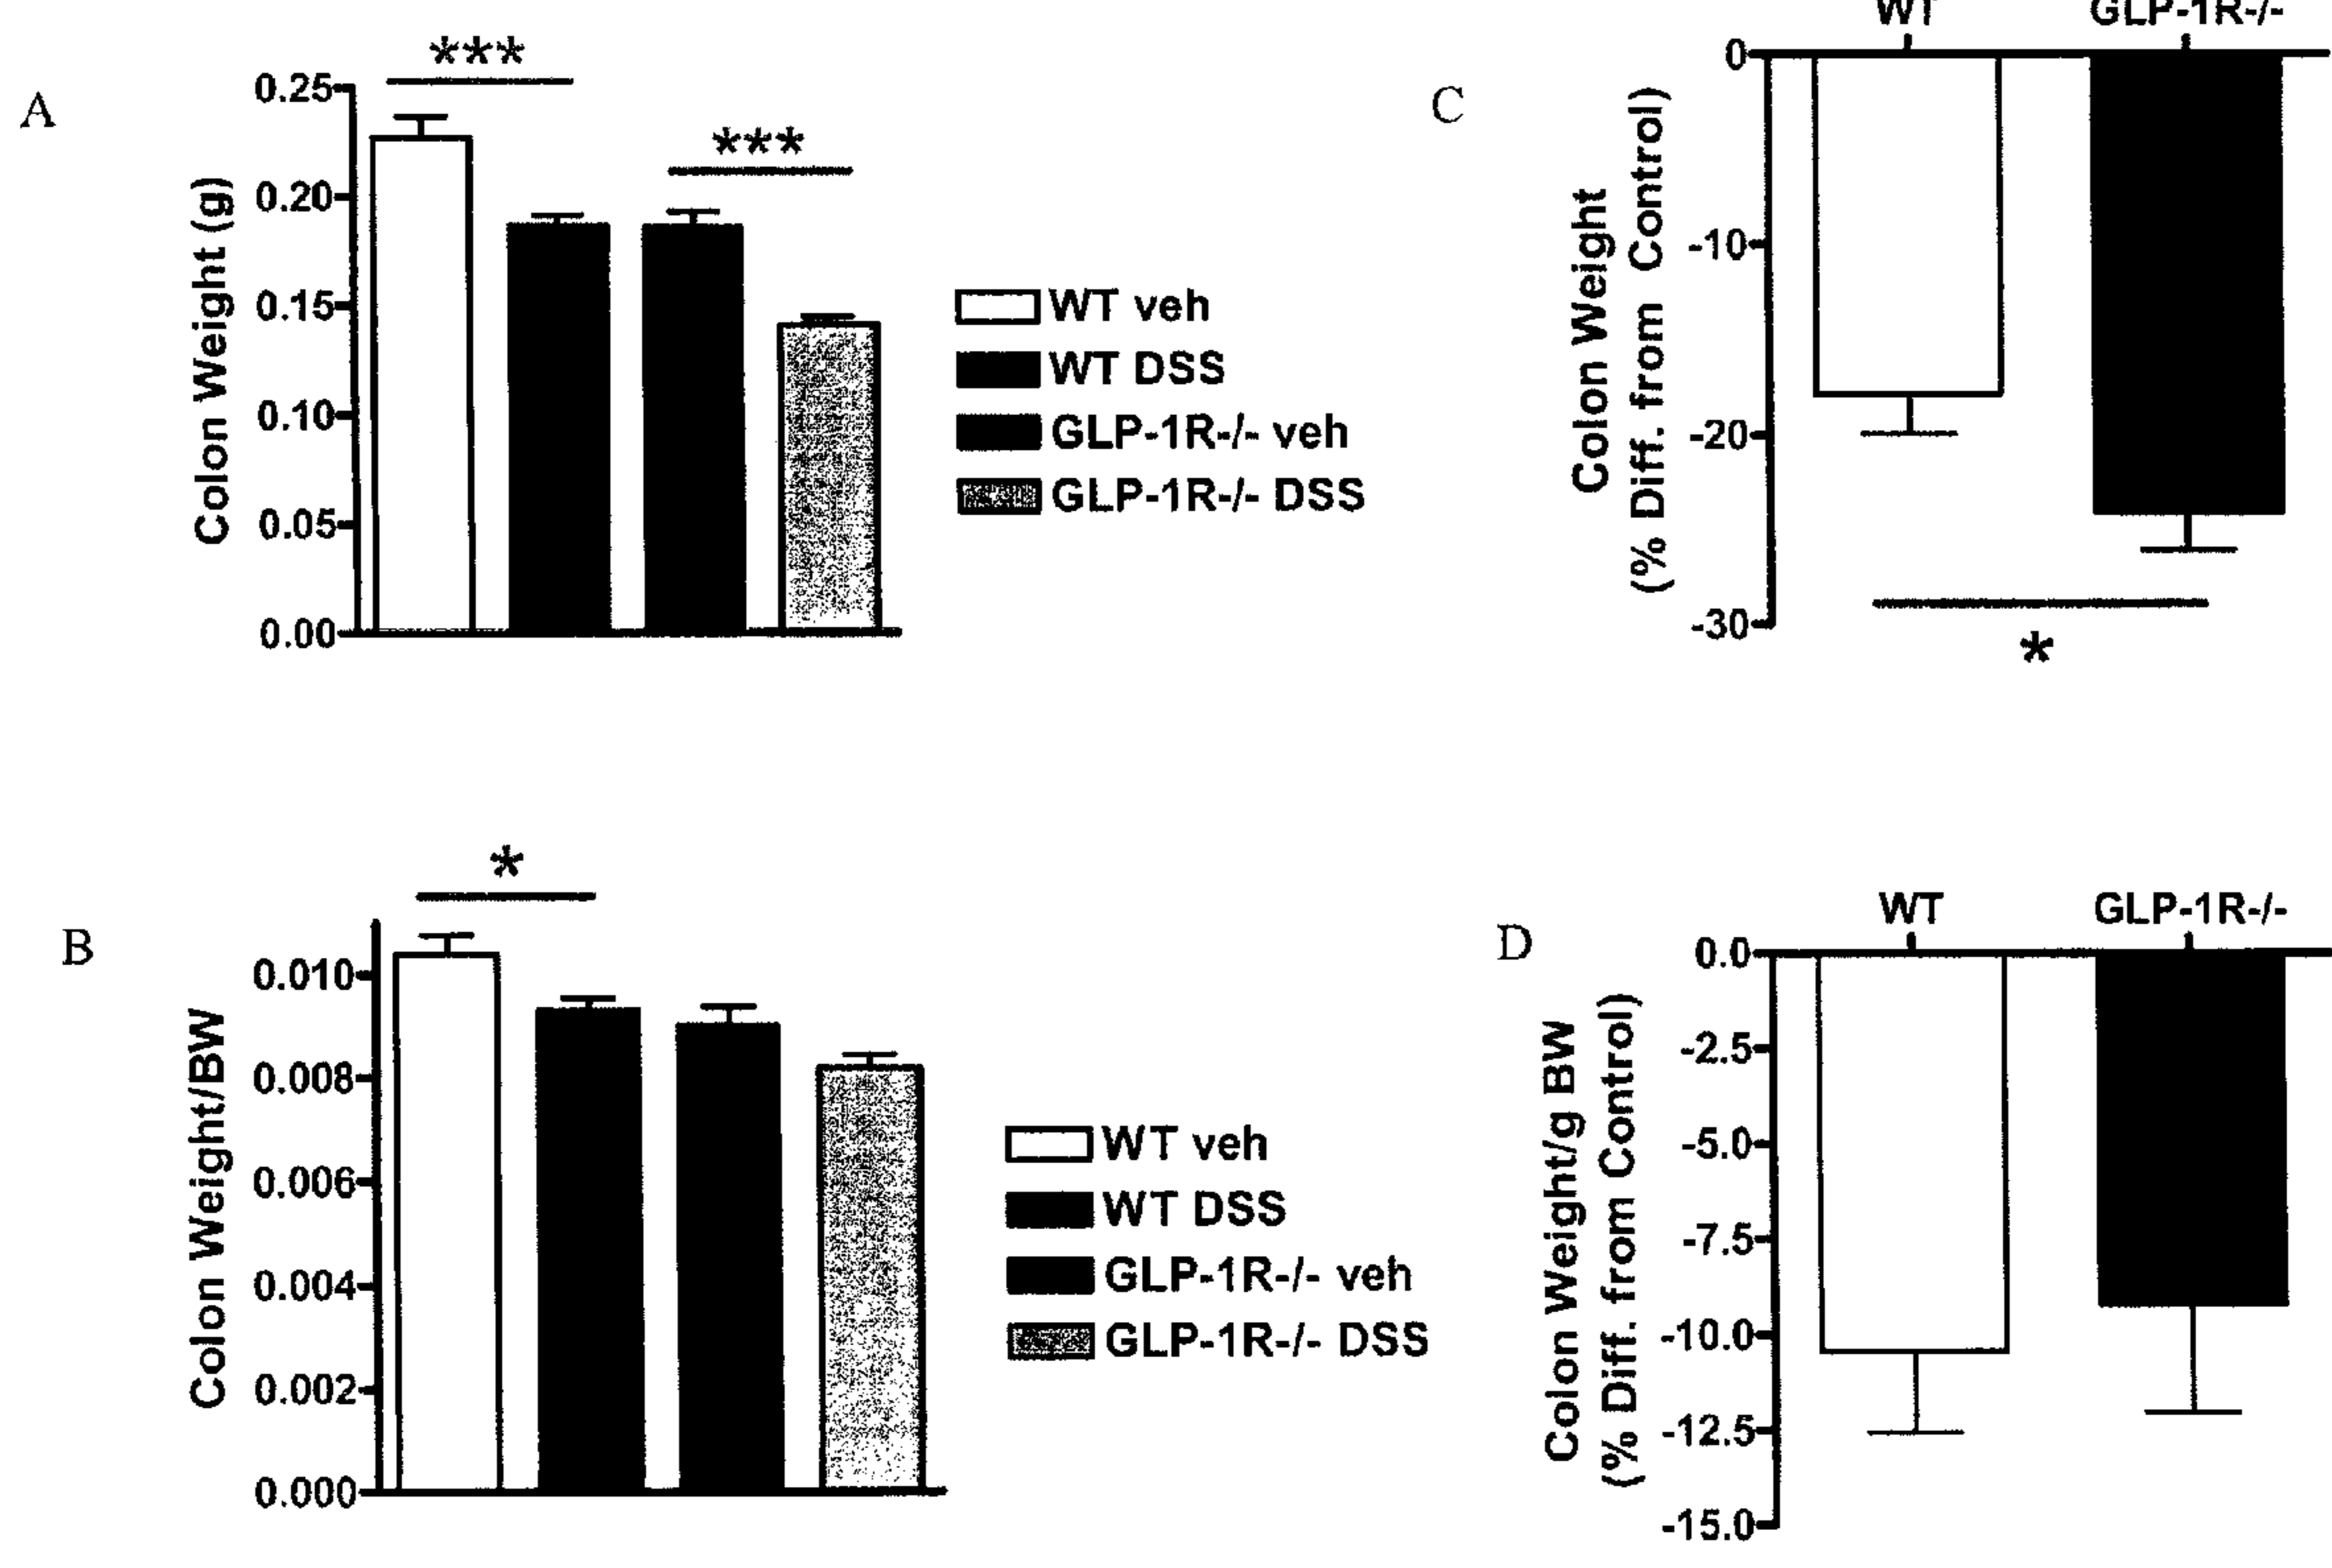 A
***
***
Colon Weight (g)
0.25
0.20
0.15
0.10
0.05
0.00
WT veh
WT DSS
GLP-1R-/- veh
GLP-1R-/- DSS
C
WT GLP-1R-/-
Colon Weight
(% Diff. from Control)
0
-10
-20
-30
*
B
*
Colon Weight/BW
0.010
0.008
0.006
0.004
0.002
0.000
WT veh
WT DSS
GLP-1R-/- veh
GLP-1R-/- DSS
D
WT GLP-1R-/-
Colon Weight/g BW
(% Diff. from Control)
0.0
-2.5
-5.0
-7.5
-10.0
-12.5
-15.0